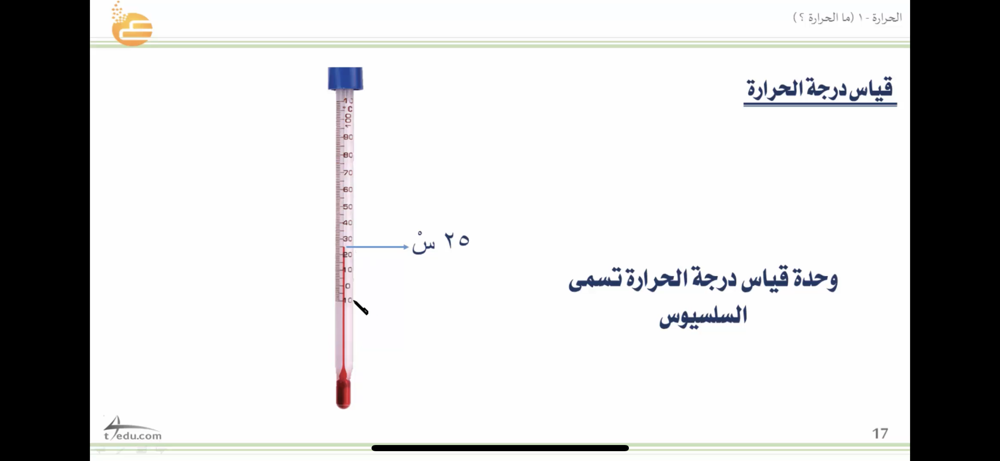 الحرارة - ١ (ما الحرارة ؟)
قياس درجة الحرارة
10
°C
100
90
80
70
60
50
40
30
٢٥ سْ
20
10
0
10
وحدة قياس درجة الحرارة تسمى
السلسيوس
t4edu.com
17